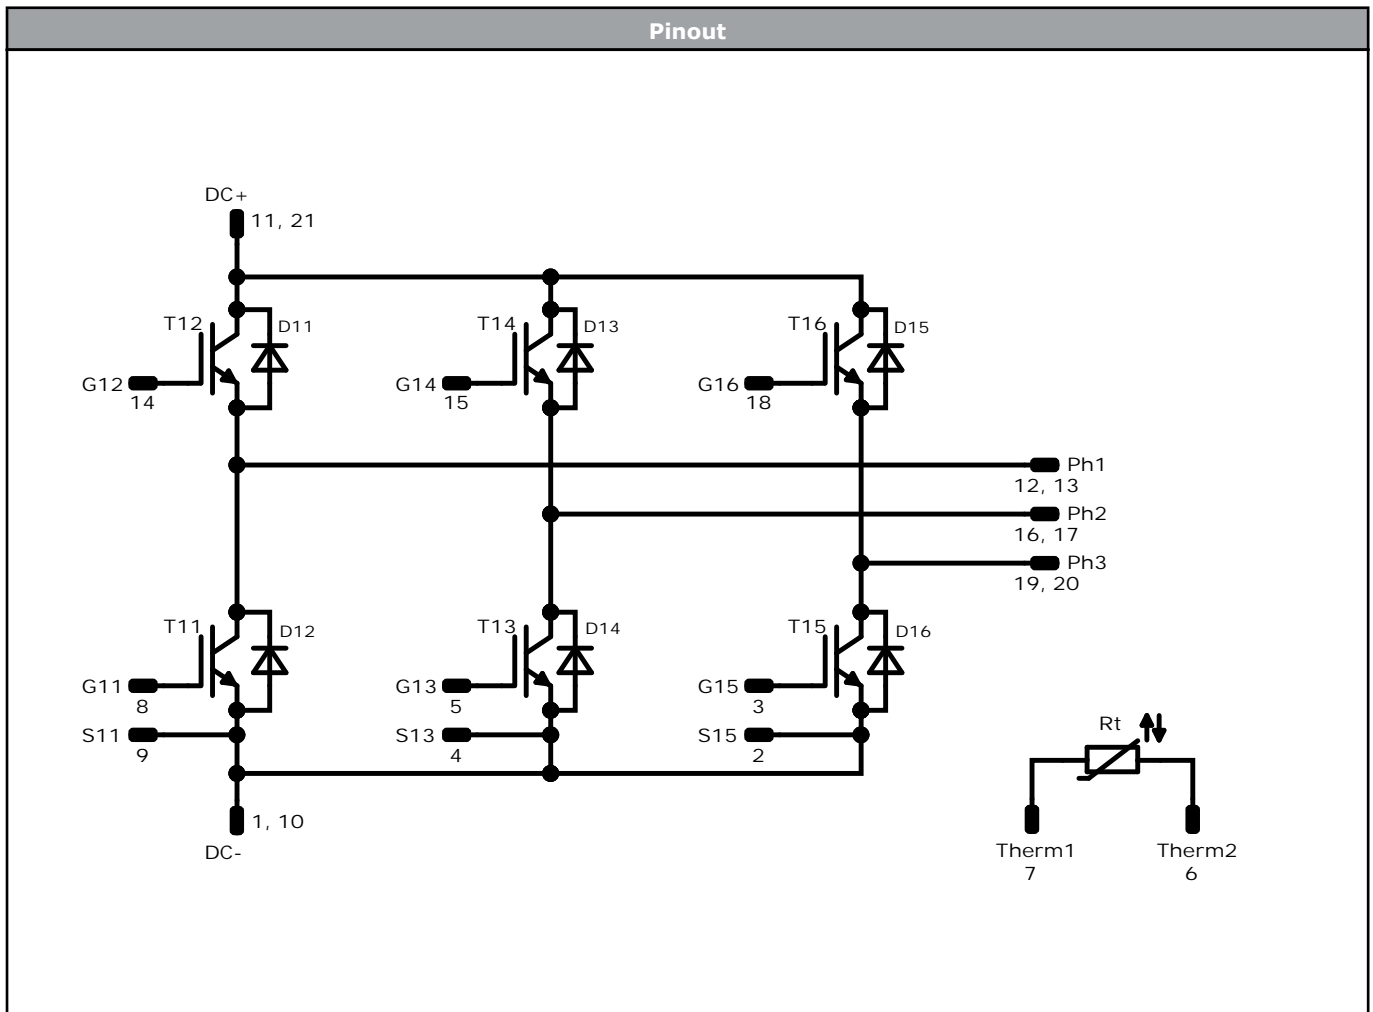 Pinout
DC+
11, 21
T12
D11
T14
D13
T16
D15
G12
14
G14
15
G16
18
Ph1
12, 13
Ph2
16, 17
Ph3
19, 20
T11
D12
T13
D14
T15
D16
G11
8
G13
5
G15
3
S11
9
S13
4
S15
2
Rt
1, 10
DC-
Therm1
7
Therm2
6